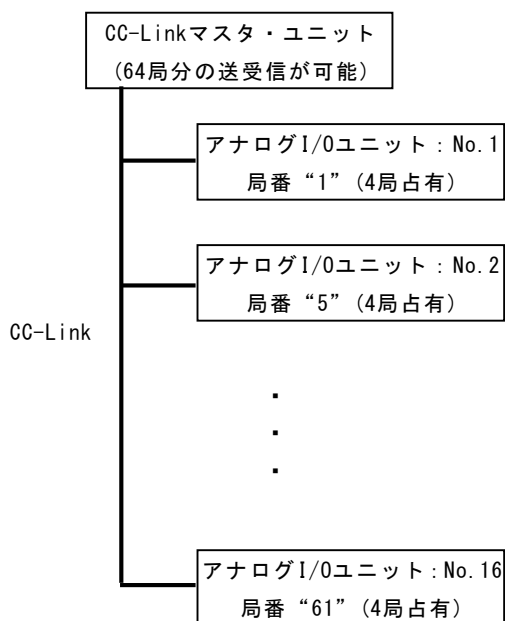 CC-Linkマスタ・ユニット
(64局分の送受信が可能)
アナログI/Oユニット：No.1
局番“1”(4局占有)
アナログI/Oユニット：No.2
局番“5”(4局占有)
CC-Link
・
・
・
アナログI/Oユニット：No.16
局番“61”(4局占有)